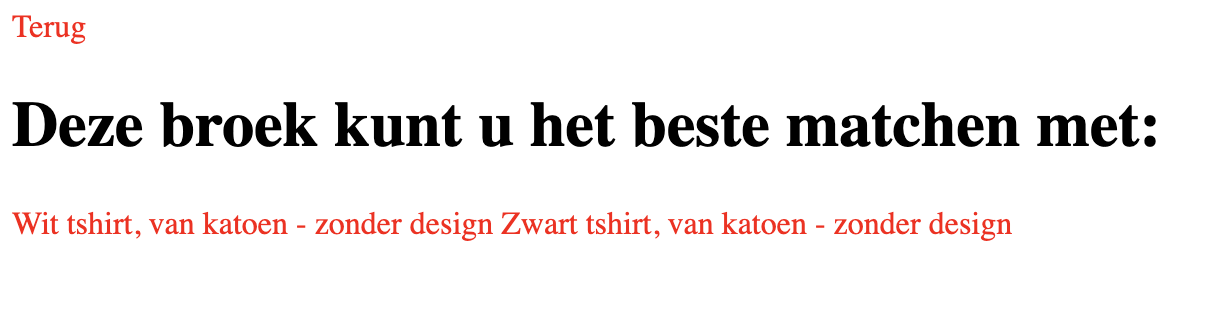 Terug
Deze broek kunt u het beste matchen met:
Wit tshirt, van katoen - zonder design Zwart tshirt, van katoen - zonder design